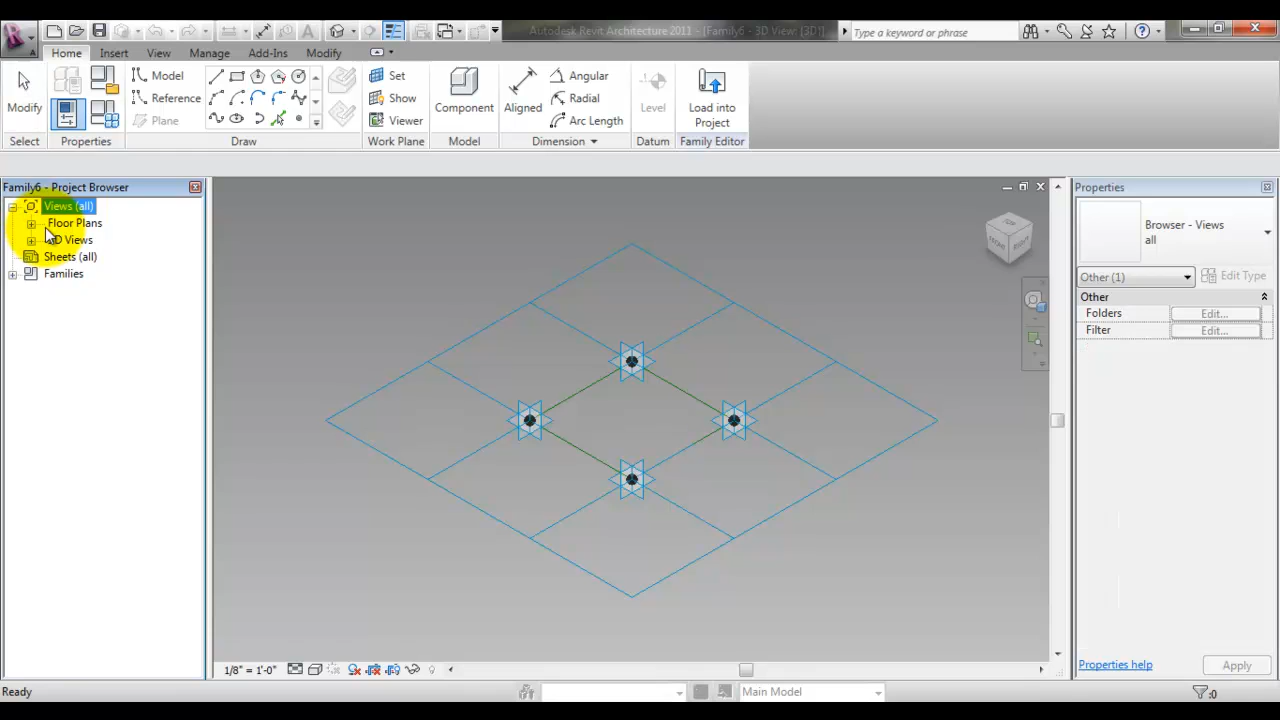 Autodesk Revit Architecture 2011 - [Family6 - 3D View: {3D}]
Type a keyword or phrase
Home Insert View Manage Add-Ins Modify
Model Set Angular
Reference Show Radial
Modify Plane Viewer Component Aligned Arc Length Level Load into
Project
Select Properties Draw Work Plane Model Dimension Datum Family Editor
Family6 - Project Browser
Views (all)
Floor Plans
D Views
Sheets (all)
Families
TOP
FRONT
RIGHT
Properties
Browser - Views
all
Other (1) Edit Type
Other
Folders Edit...
Filter Edit...
Properties help Apply
1/8" = 1'-0"
Ready Main Model :0